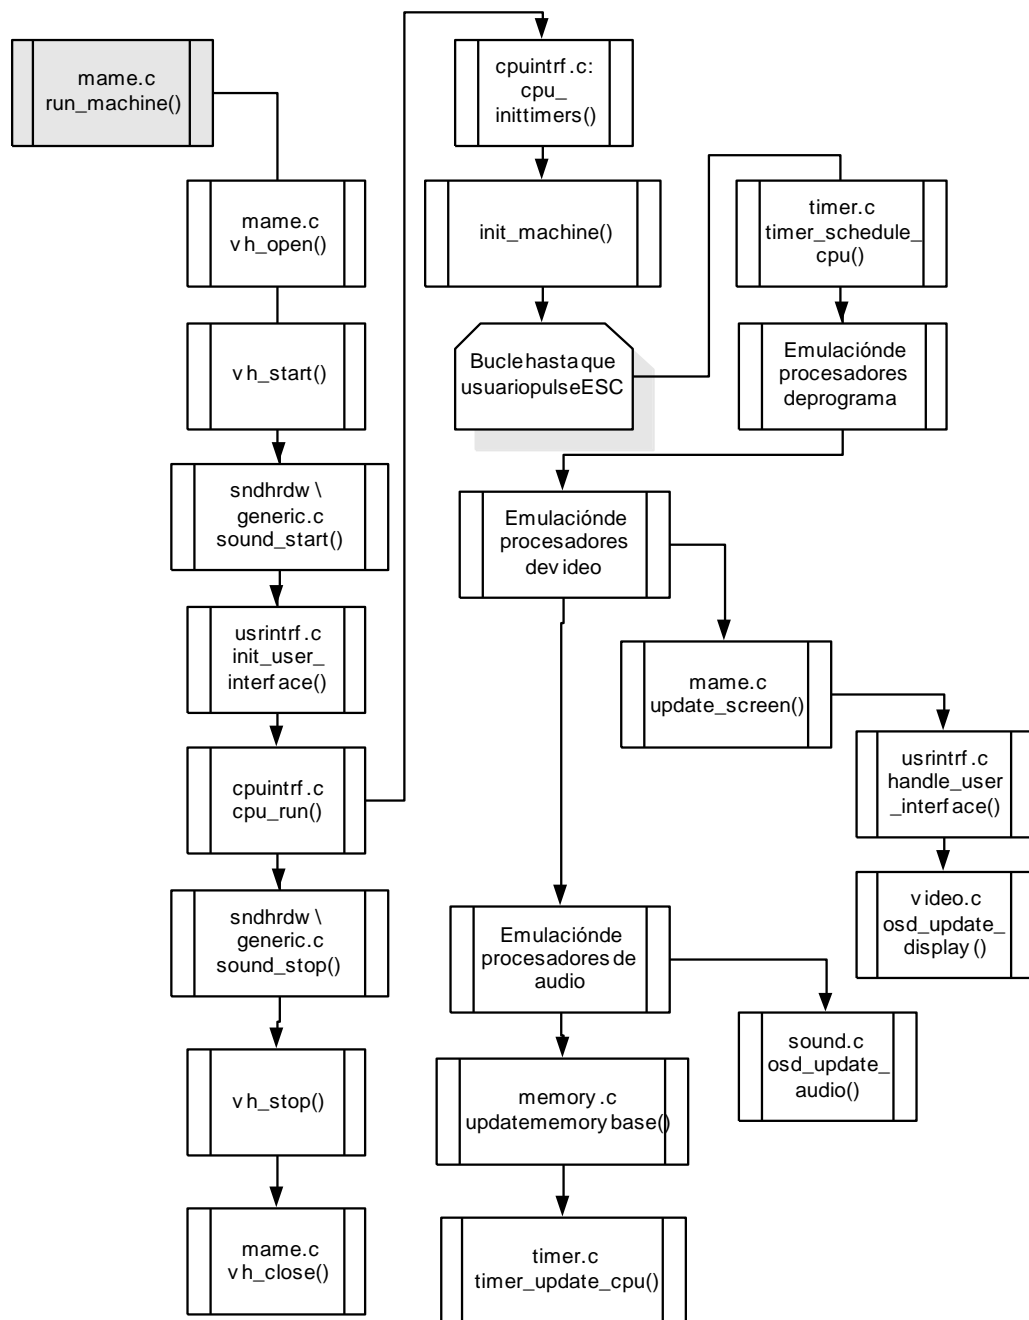 mame.c
run_machine()
mame.c
vh_open()
vh_start()
sndhrdw\
generic.c
sound_start()
usrintrf.c
init_user_
interface()
cpuintrf.c
cpu_run()
sndhrdw\
generic.c
sound_stop()
vh_stop()
mame.c
vh_close()
cpuintrf.c:
cpu_
inittimers()
init_machine()
Bucle hasta que
usuario pulse ESC
timer.c
timer_schedule_
cpu()
Emulación de
procesadores
de programa
Emulación de
procesadores
de video
mame.c
update_screen()
usrintrf.c
handle_user
_interface()
video.c
osd_update_
display()
Emulación de
procesadores de
audio
sound.c
osd_update_
audio()
memory.c
updatememorybase()
timer.c
timer_update_cpu()